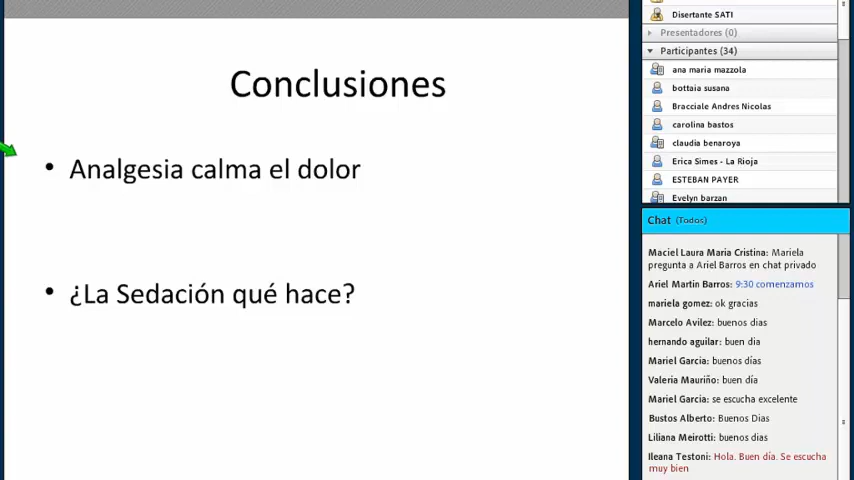 Conclusiones
• Analgesia calma el dolor
• ¿La Sedación qué hace?
Disertante SATI
Presentadores (0)
Participantes (34)
ana maria mazzola
bottaia susana
Bracciale Andres Nicolas
carolina bastos
claudia benaroya
Erica Simes - La Rioja
ESTEBAN PAYER
Evelyn barzan
Chat (Todos)
Maciel Laura Maria Cristina: Mariela
pregunta a Ariel Barros en chat privado
Ariel Martin Barros: 9:30 comenzamos
mariela gomez: ok gracias
Marcelo Avilez: buenos dias
hernando aguilar: buen dia
Mariel Garcia: buenos días
Valeria Mauriño: buen día
Mariel Garcia: se escucha excelente
Bustos Alberto: Buenos Dias
Liliana Meirotti: buenos dias
Ileana Testoni: Hola. Buen día. Se escucha
muy bien